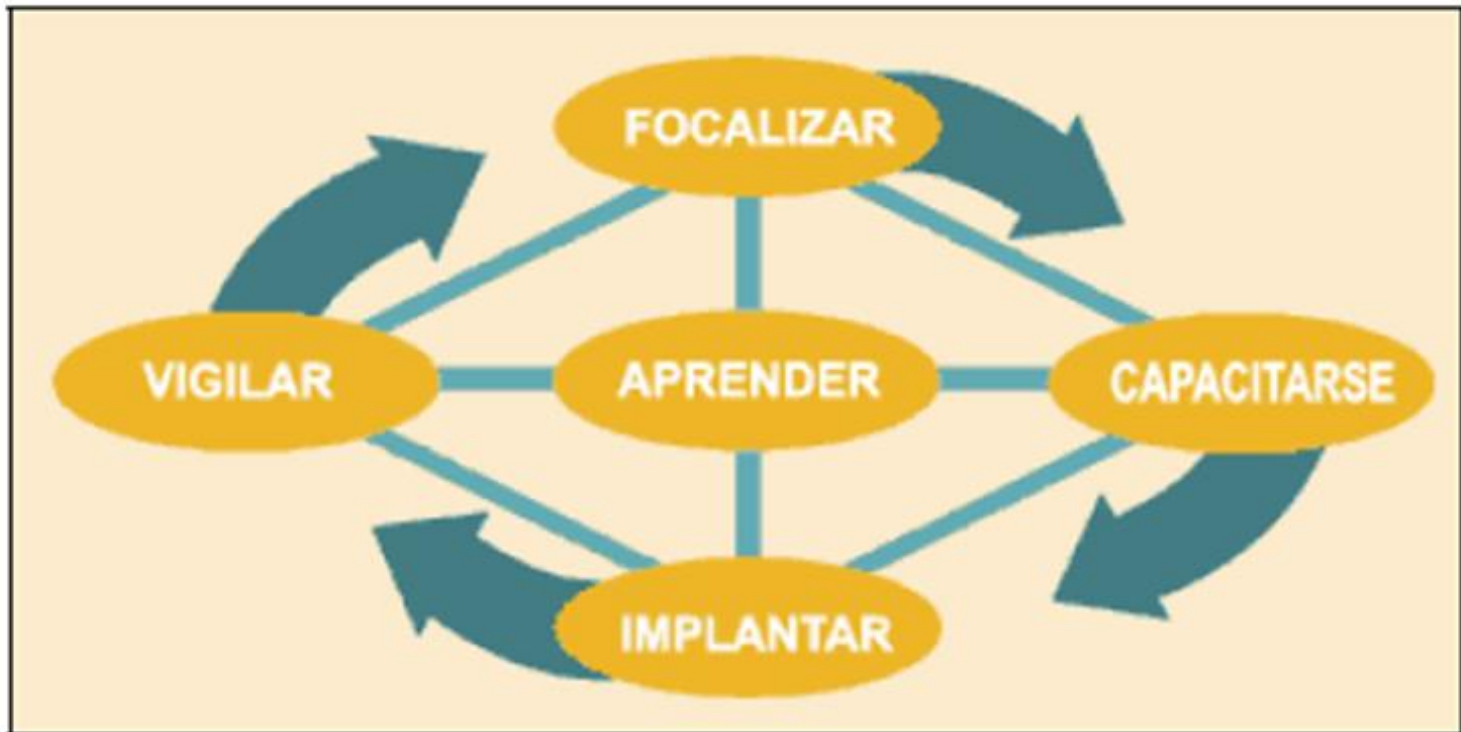 FOCALIZAR
VIGILAR
APRENDER
CAPACITARSE
IMPLANTAR